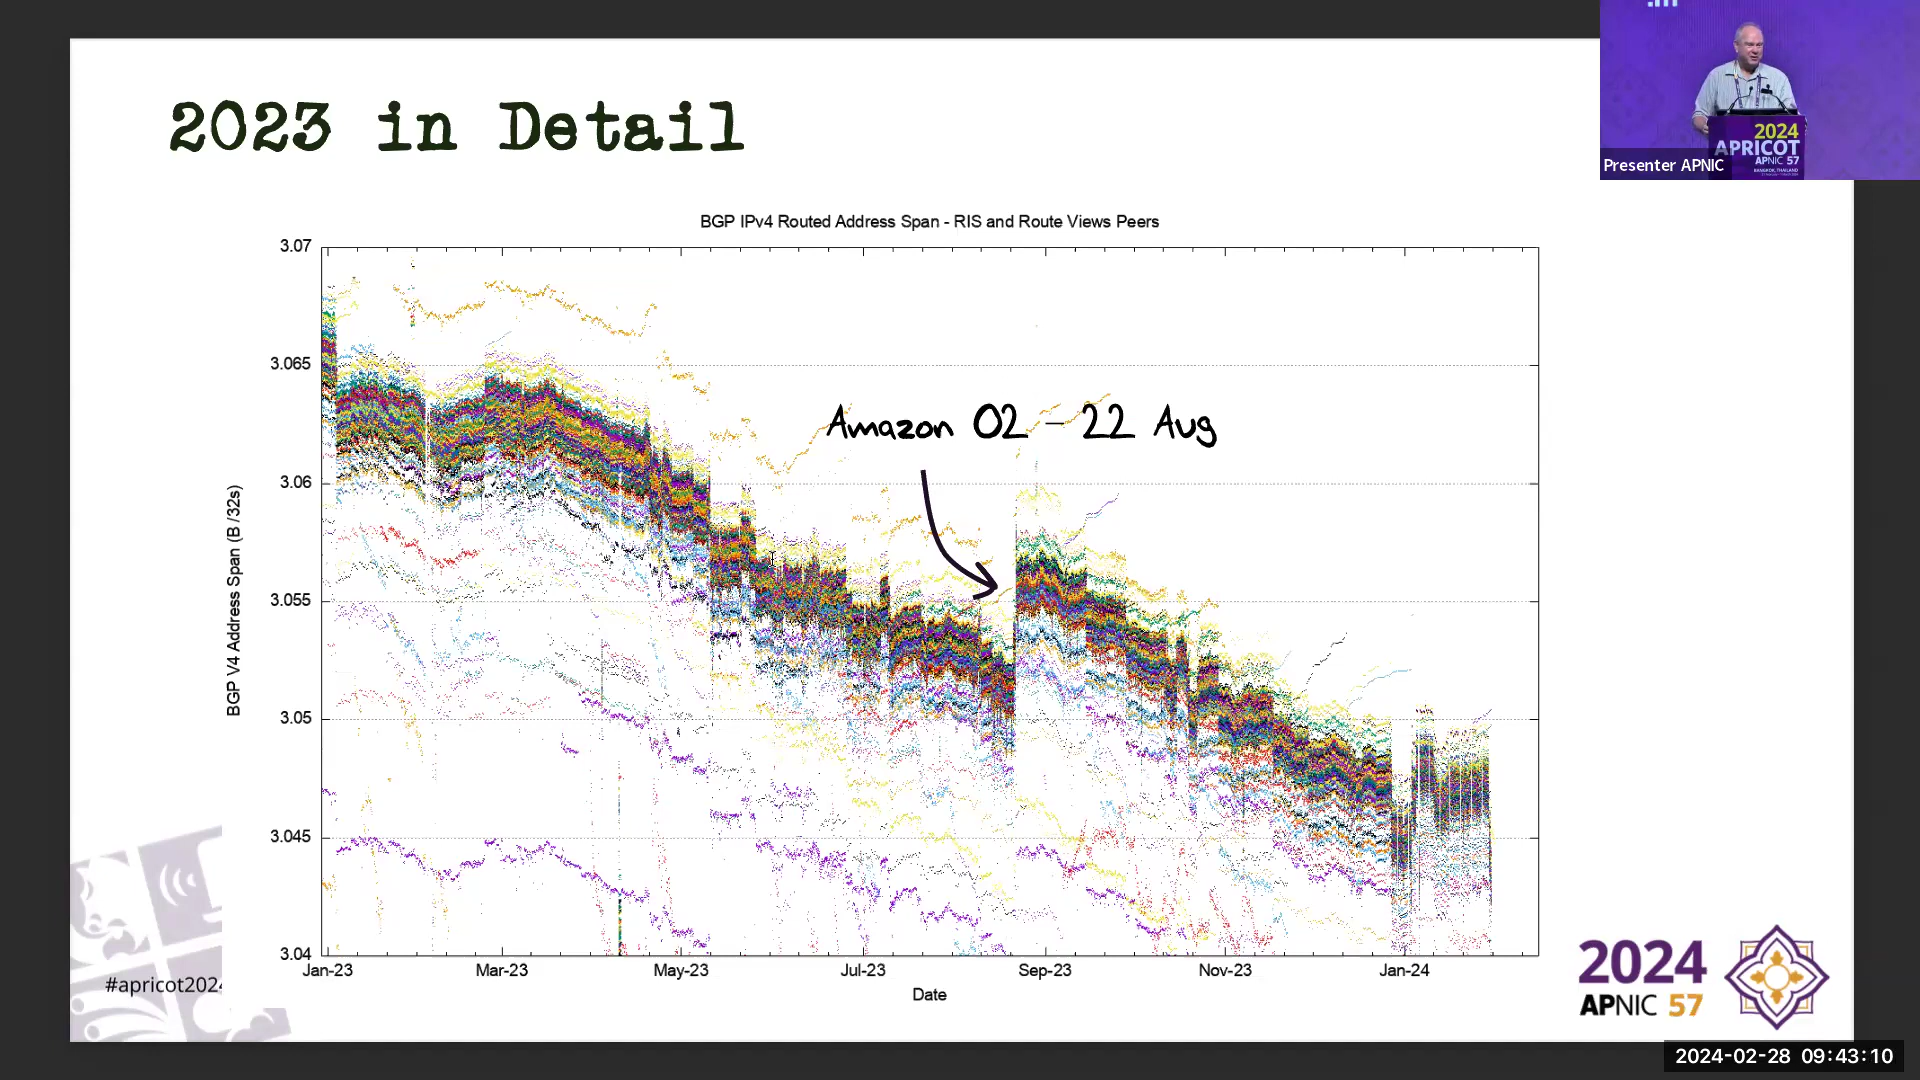 2023 in Detail
2024
APRICOT
APNIC 57
BANGKOK, THAILAND
Presenter APNIC
BGP IPv4 Routed Address Span - RIS and Route Views Peers
3.07
3.065
3.06
3.055
3.05
3.045
3.04
BGP V4 Address Span (B /32s)
Amazon 02 - 22 Aug
Jan-23 Mar-23 May-23 Jul-23 Sep-23 Nov-23 Jan-24
Date
#apricot2024
2024
APNIC 57
2024-02-28 09:43:10